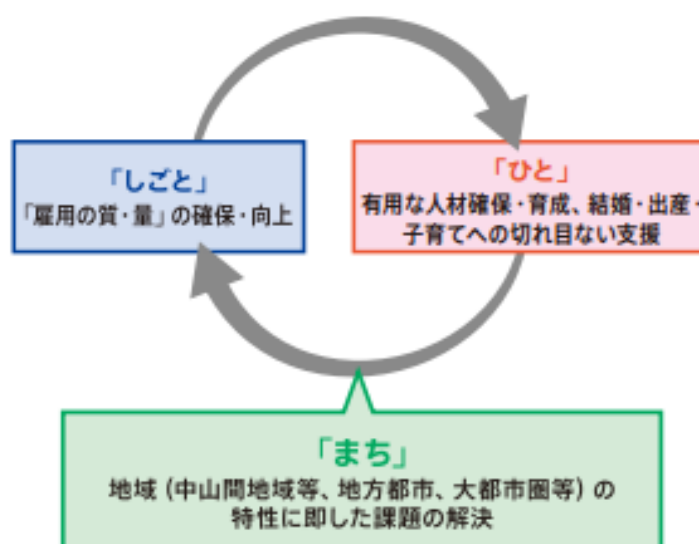 「しごと」
「雇用の質・量」の確保・向上
「ひと」
有用な人材確保・育成、結婚・出産・
子育てへの切れ目ない支援
「まち」
地域（中山間地域等、地方都市、大都市圏等）の
特性に即した課題の解決